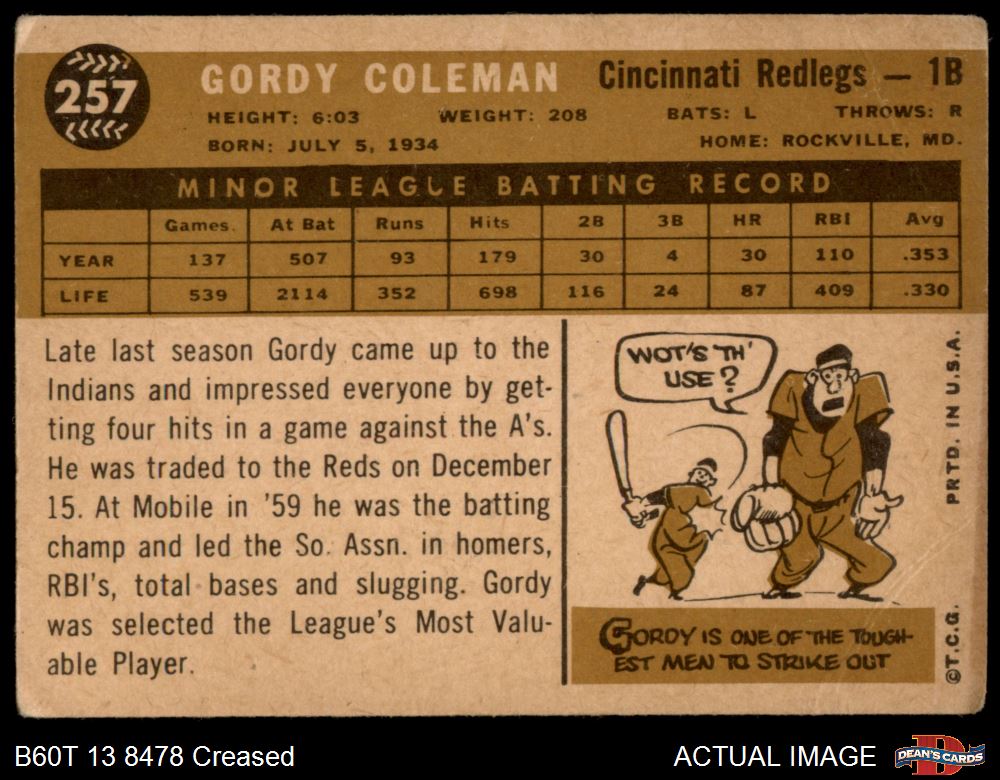 257
GORDY COLEMAN
Cincinnati Redlegs — 1B
HEIGHT: 6:03 WEIGHT: 208 BATS: L THROWS: R
BORN: JULY 5, 1934 HOME: ROCKVILLE, MD.
MINOR LEAGUE BATTING RECORD
Games. At Bat Runs Hits 2B 3B HR RBI Avg
YEAR 137 507 93 179 30 4 30 110 .353
LIFE 539 2114 352 698 116 24 87 409 .330
Late last season Gordy came up to the
Indians and impressed everyone by get-
ting four hits in a game against the A's.
He was traded to the Reds on December
15. At Mobile in '59 he was the batting
champ and led the So. Assn. in homers,
RBI's, total bases and slugging. Gordy
was selected the League's Most Valu-
able Player.
WOT'S TH'
USE?
GORDY IS ONE OF THE TOUGH-
EST MEN TO STRIKE OUT
©T.C.G. PRTD. IN U.S.A.
B60T 13 8478 Creased
ACTUAL IMAGE
DEAN'S CARDS